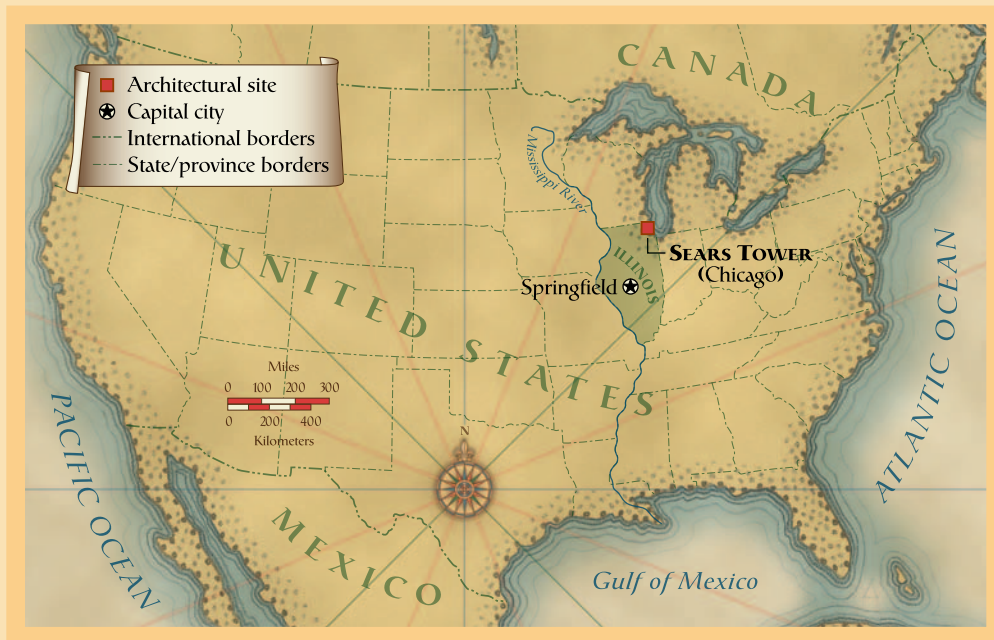 Architectural site
Capital city
International borders
State/province borders
CANADA
Mississippi River
UNITED STATES
ILLINOIS
SEARS TOWER
(Chicago)
Springfield
Miles
0 100 200 300
0 200 400
Kilometers
N
PACIFIC OCEAN
ATLANTIC OCEAN
MEXICO
Gulf of Mexico